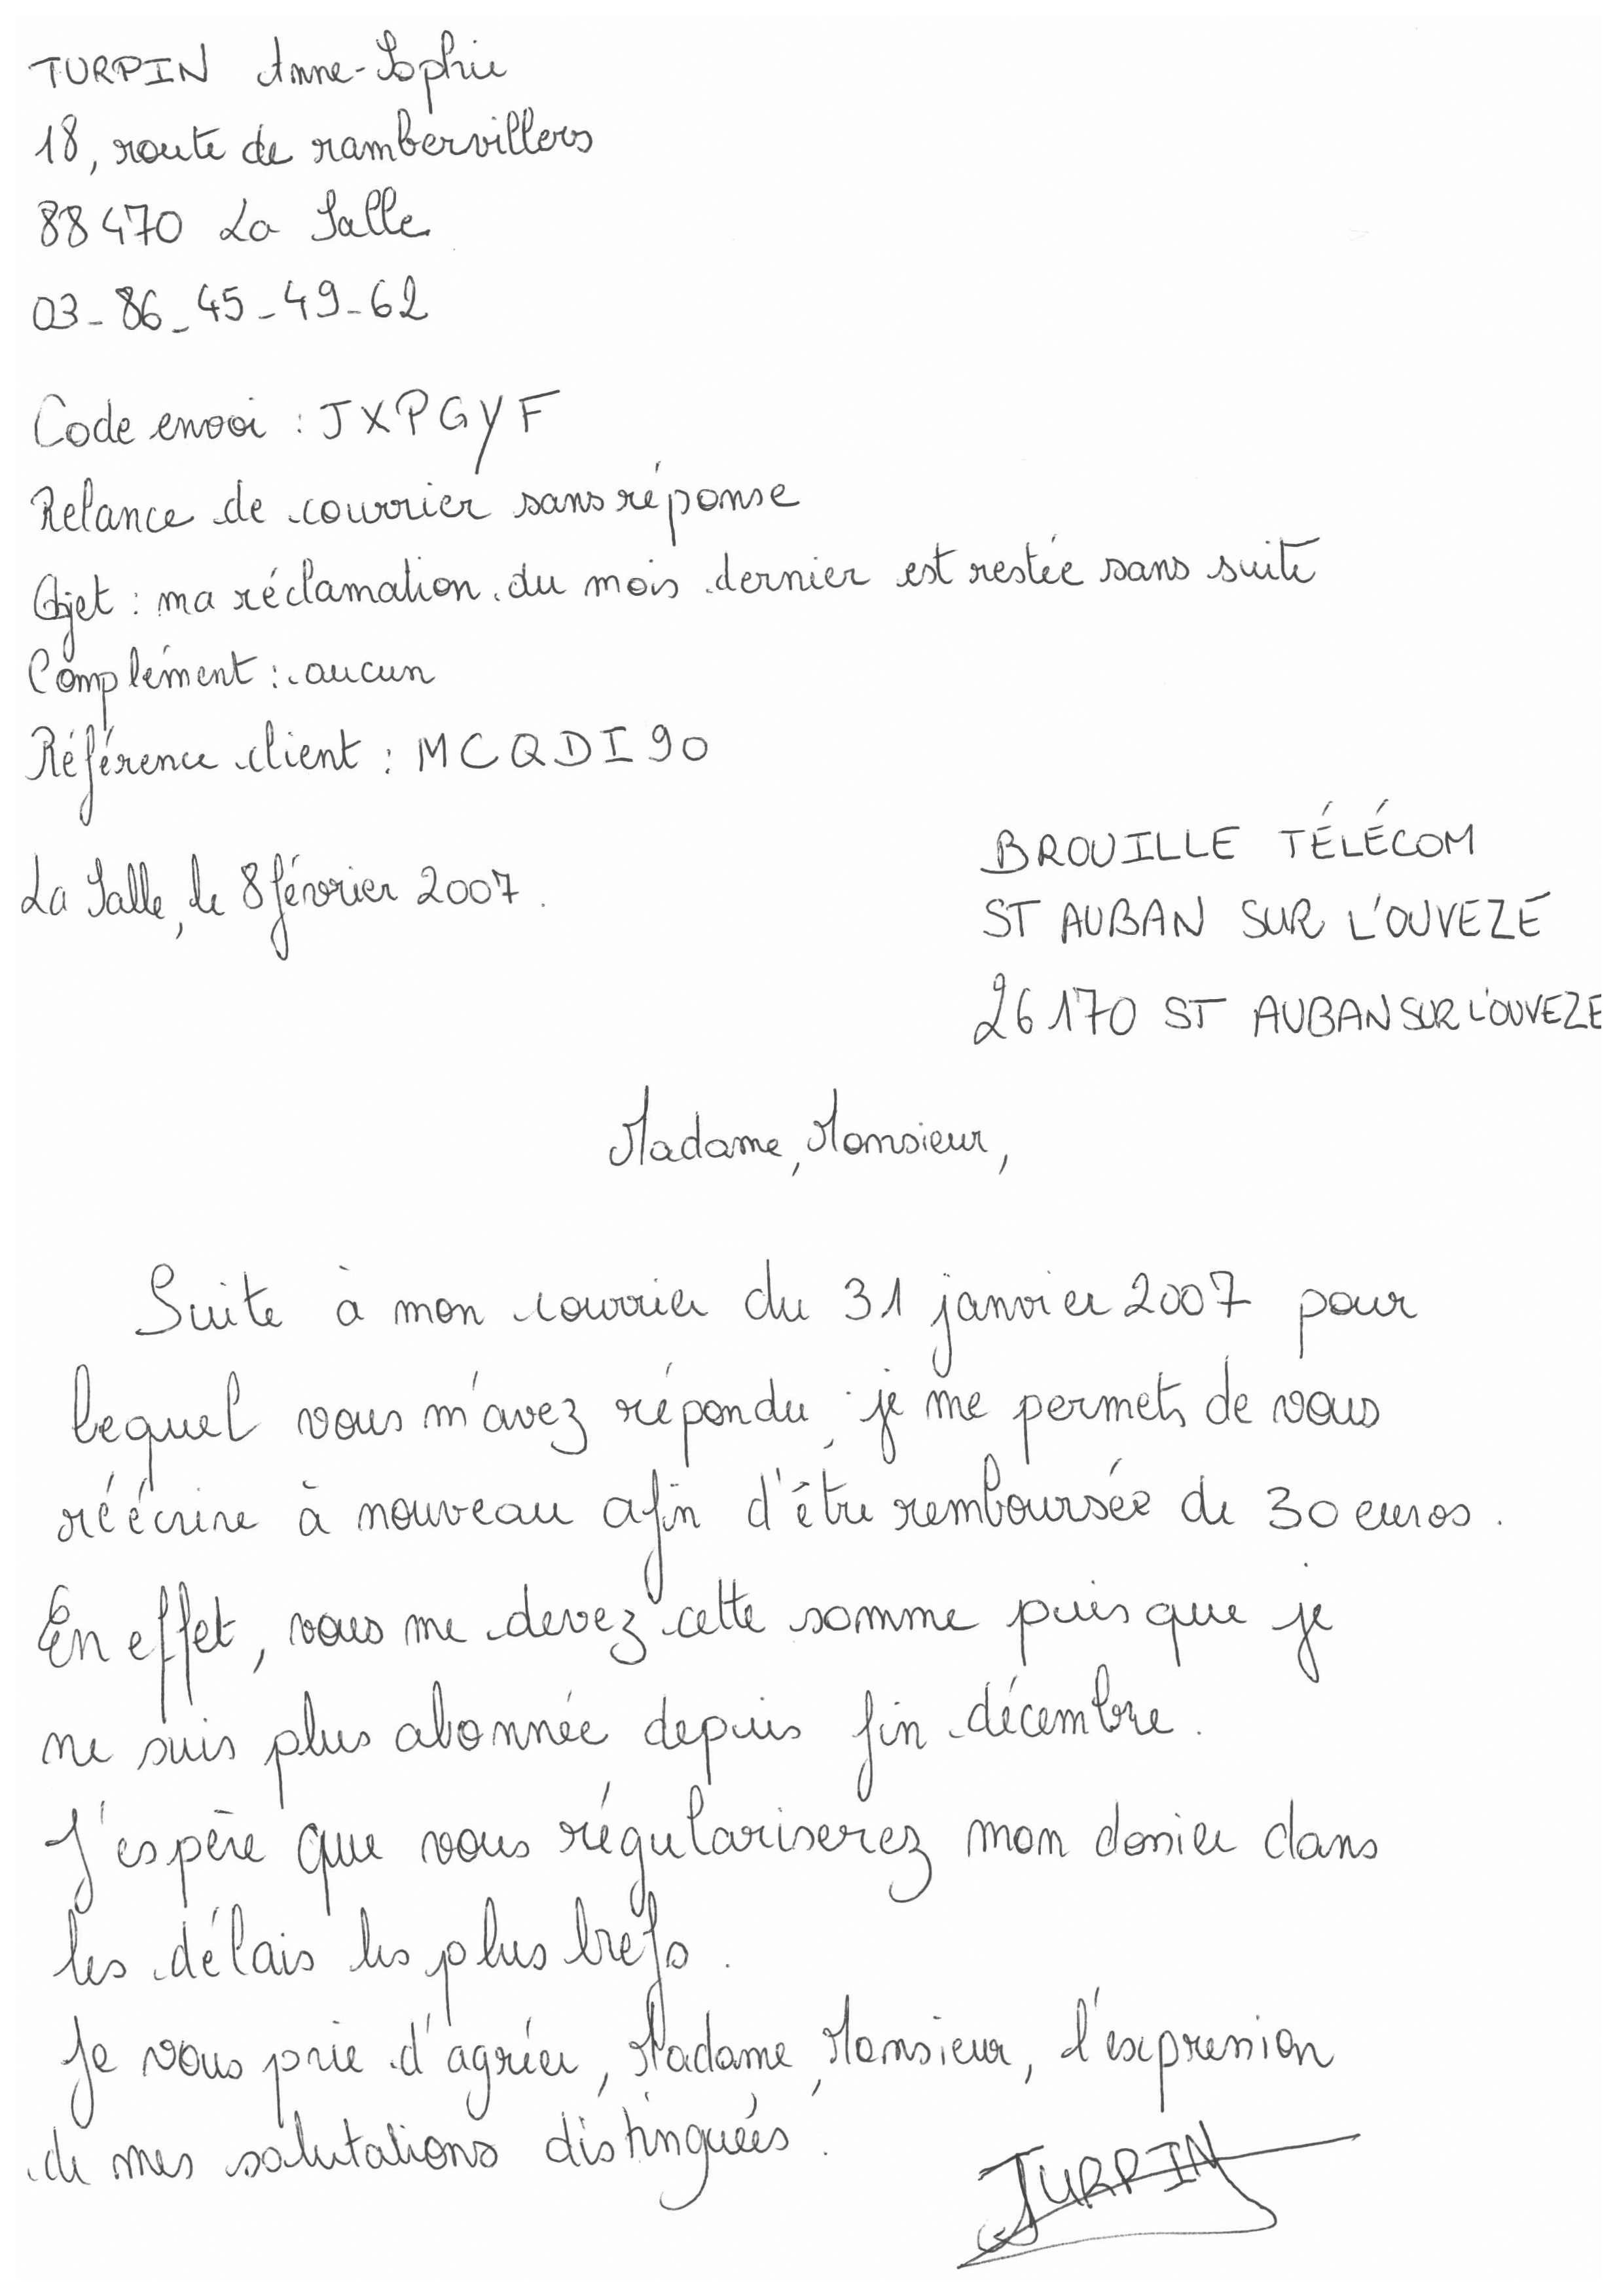 TURPIN Anne-Sophie
18, route de rambervillers
88470 La Salle
03-86-45-49-62
Code envoi : JXPGYF
Relance de courrier sans réponse
Objet : ma réclamation du mois dernier est restée sans suite
Complément : aucun
Référence client : MCQDI90
BROUILLE TÉLÉCOM
La Salle, le 8 février 2007.
ST AUBAN SUR L'OUVEZE
26170 ST AUBAN SUR L'OUVEZE
Madame, Monsieur,
Suite à mon courrier du 31 janvier 2007 pour
lequel vous m'avez répondu, je me permets de vous
réécrire à nouveau afin d'être remboursée de 30 euros.
En effet, vous me devez cette somme puisque je
ne suis plus abonnée depuis fin décembre.
J'espère que vous régulariserez mon dossier dans
les délais les plus brefs.
Je vous prie d'agréer, Madame, Monsieur, l'expression
de mes salutations distinguées.
TURPIN